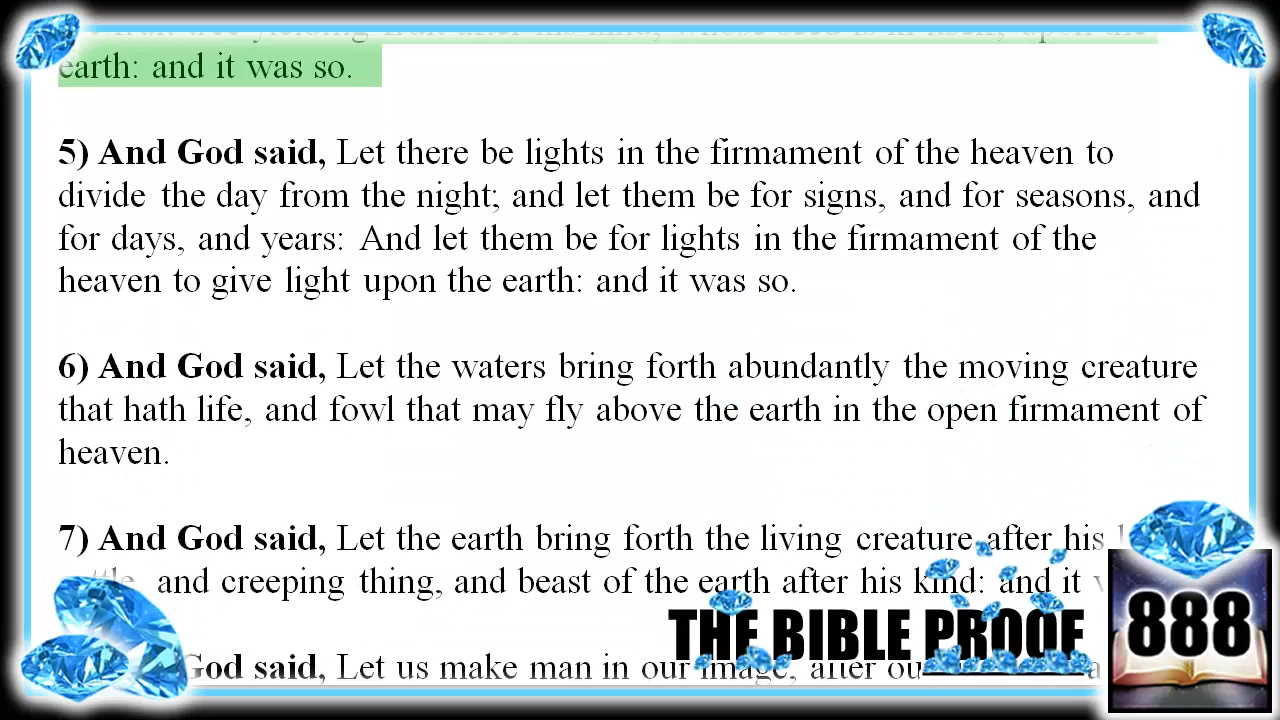 earth: and it was so.
5) And God said, Let there be lights in the firmament of the heaven to
divide the day from the night; and let them be for signs, and for seasons, and
for days, and years: And let them be for lights in the firmament of the
heaven to give light upon the earth: and it was so.
6) And God said, Let the waters bring forth abundantly the moving creature
that hath life, and fowl that may fly above the earth in the open firmament of
heaven.
7) And God said, Let the earth bring forth the living creature after his
and creeping thing, and beast of the earth after his kind: and it
God said, Let us make man in our image, after
THE BIBLE PROOF
888